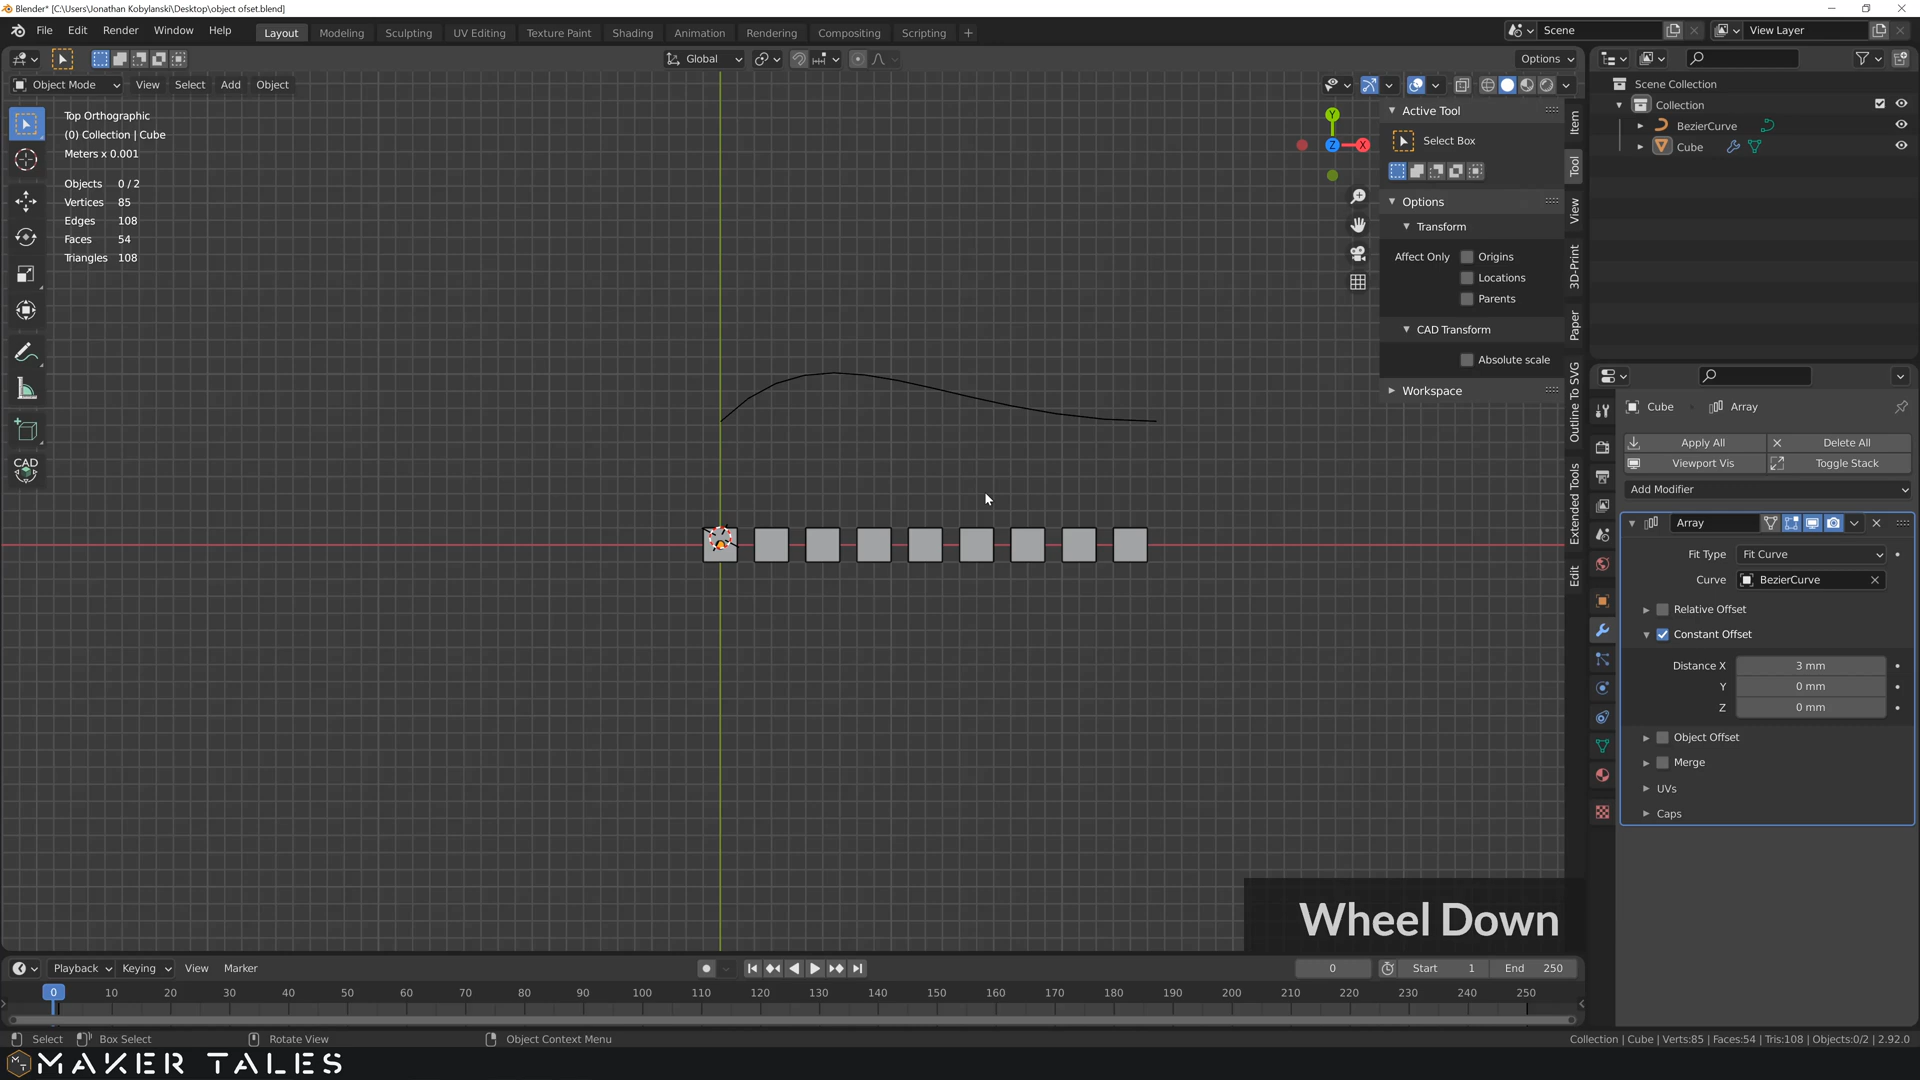 Blender* [C:\Users\Jonathan Kobylanski\Desktop\object ofset.blend]
File Edit Render Window Help Layout Modeling Sculpting UV Editing Texture Paint Shading Animation Rendering Compositing Scripting + Scene View Layer
Global Options
Object Mode View Select Add Object
Top Orthographic
(0) Collection | Cube
Meters x 0.001
Objects 0 / 2
Vertices 85
Edges 108
Faces 54
Triangles 108
CAD
Y
Z
X
Active Tool
Select Box
Options
Transform
Affect Only Origins
Locations
Parents
CAD Transform
Absolute scale
Workspace
Item
Tool
View
3D-Print
Paper
Outline To SVG
Extended Tools
Edit
Scene Collection
Collection
BezierCurve
Cube
Cube Array
Apply All Delete All
Viewport Vis Toggle Stack
Add Modifier
Array
Fit Type Fit Curve
Curve BezierCurve
Relative Offset
Constant Offset
Distance X 3 mm
Y 0 mm
Z 0 mm
Object Offset
Merge
UVs
Caps
Wheel Down
Playback Keying View Marker 0 Start 1 End 250
0 10 20 30 40 50 60 70 80 90 100 110 120 130 140 150 160 170 180 190 200 210 220 230 240 250
Select Box Select Rotate View Object Context Menu Collection | Cube | Verts:85 | Faces:54 | Tris:108 | Objects:0/2 | 2.92.0
MAKER TALES